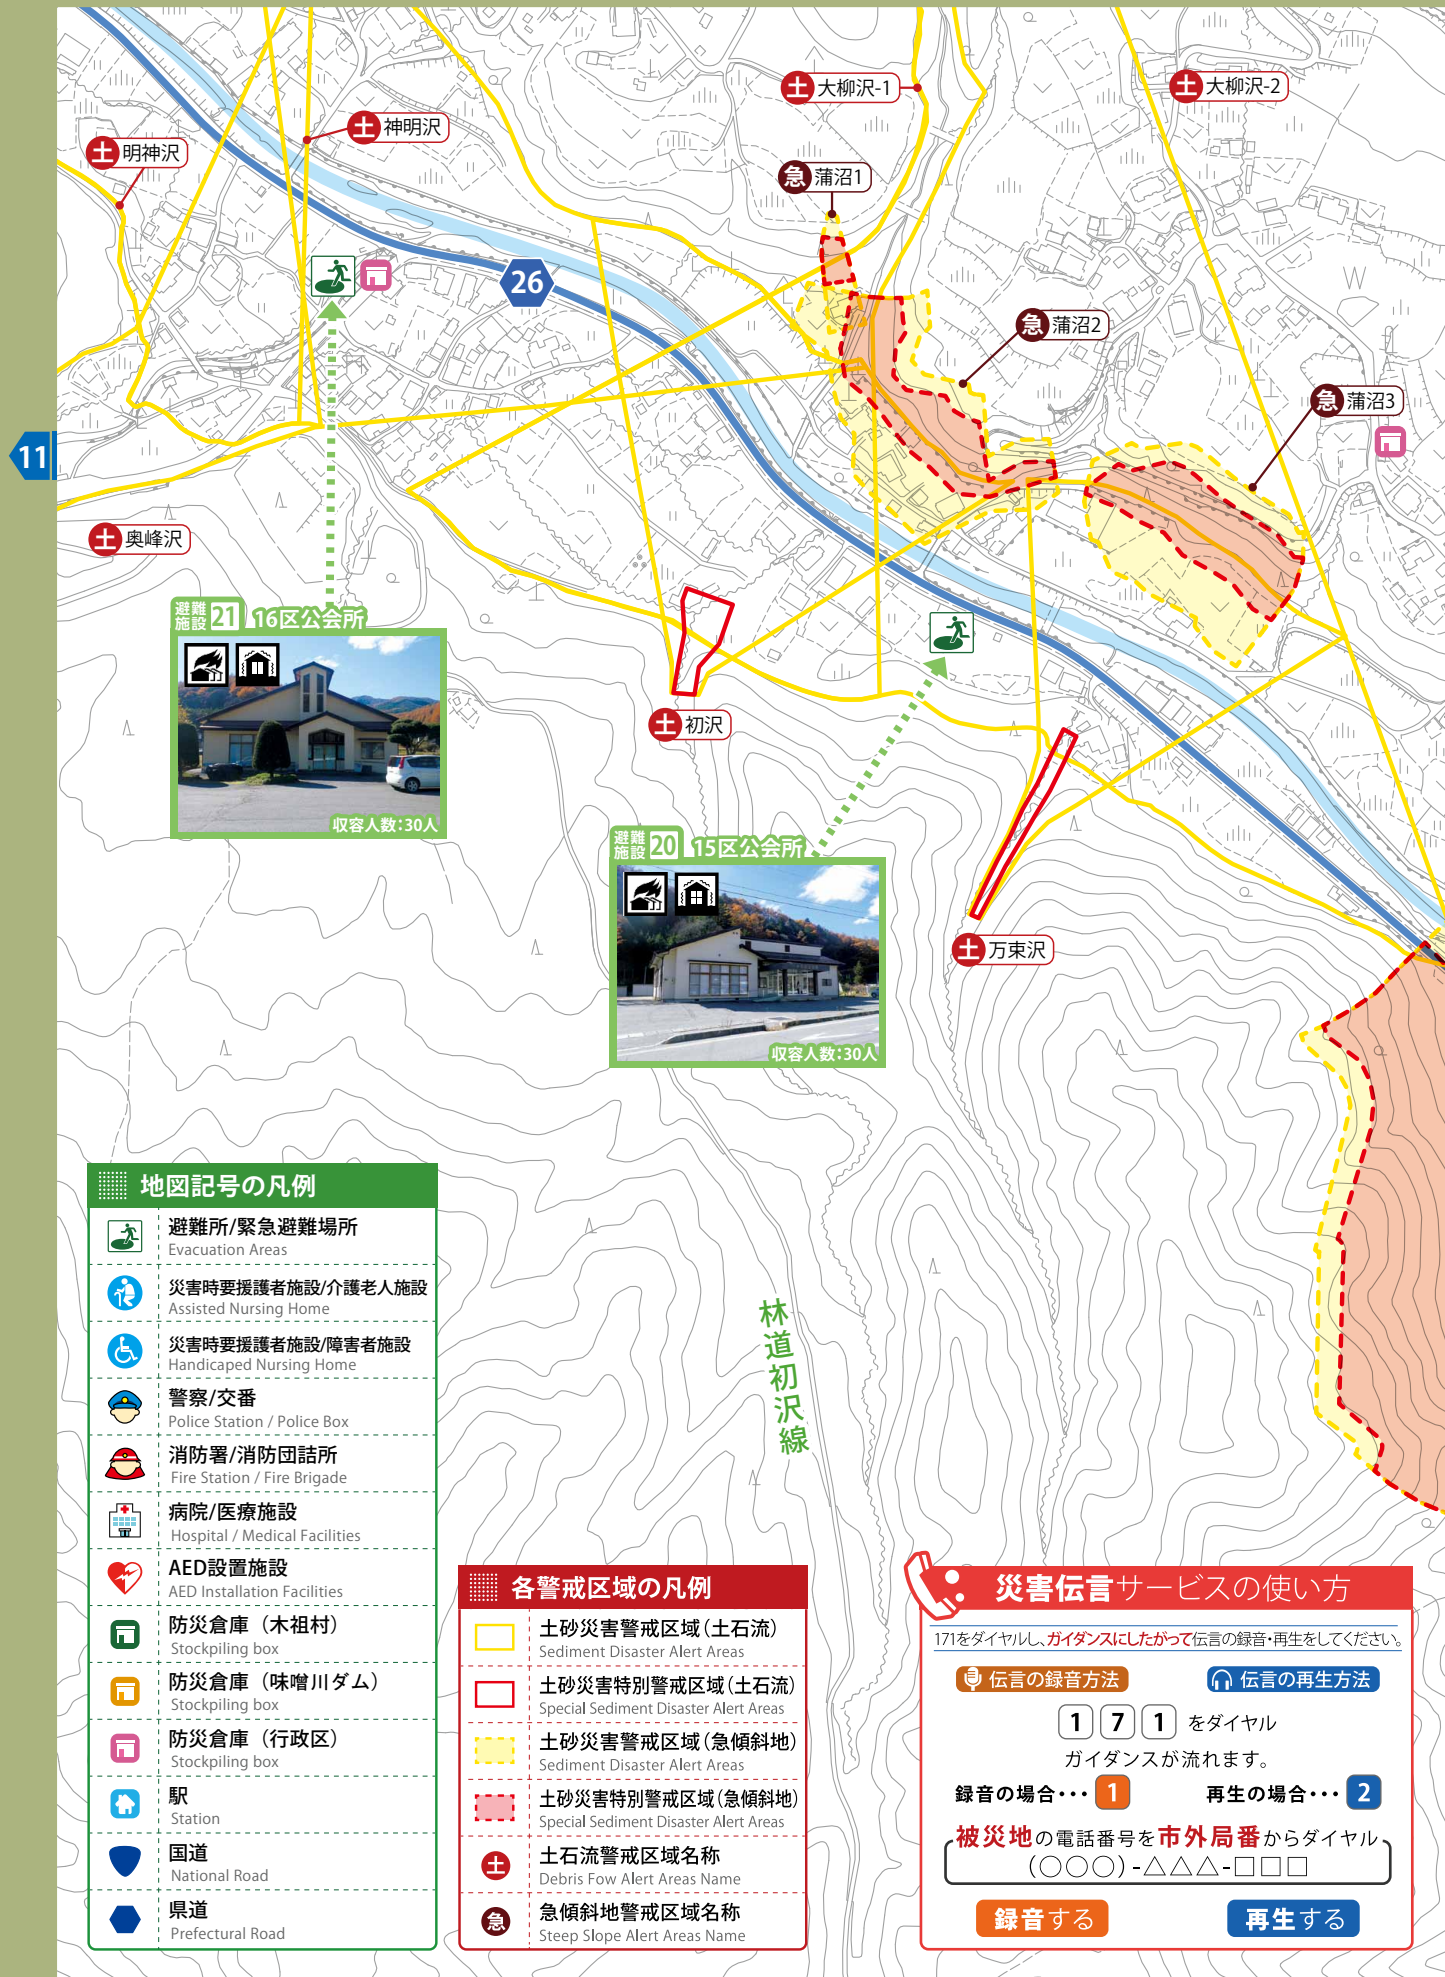 土 大柳沢-1
土 大柳沢-2
土 神明沢
土 明神沢
急 蒲沼1
26
急 蒲沼2
急 蒲沼3
11
土 奥峰沢
避難施設 21 16区公会所
収容人数:30人
土 初沢
避難施設 20 15区公会所
収容人数:30人
土 万束沢
林道初沢線
地図記号の凡例
避難所/緊急避難場所
Evacuation Areas
災害時要援護者施設/介護老人施設
Assisted Nursing Home
災害時要援護者施設/障害者施設
Handicaped Nursing Home
警察/交番
Police Station / Police Box
消防署/消防団詰所
Fire Station / Fire Brigade
病院/医療施設
Hospital / Medical Facilities
AED設置施設
AED Installation Facilities
防災倉庫（木祖村）
Stockpiling box
防災倉庫（味噌川ダム）
Stockpiling box
防災倉庫（行政区）
Stockpiling box
駅
Station
国道
National Road
県道
Prefectural Road
各警戒区域の凡例
土砂災害警戒区域(土石流)
Sediment Disaster Alert Areas
土砂災害特別警戒区域(土石流)
Special Sediment Disaster Alert Areas
土砂災害警戒区域(急傾斜地)
Sediment Disaster Alert Areas
土砂災害特別警戒区域(急傾斜地)
Special Sediment Disaster Alert Areas
土 土石流警戒区域名称
Debris Fow Alert Areas Name
急 急傾斜地警戒区域名称
Steep Slope Alert Areas Name
災害伝言サービスの使い方
171をダイヤルし、ガイダンスにしたがって伝言の録音・再生をしてください。
伝言の録音方法 伝言の再生方法
1 7 1 をダイヤル
ガイダンスが流れます。
録音の場合・・・ 1 再生の場合・・・ 2
被災地の電話番号を市外局番からダイヤル
(○○○)-△△△-□□□
録音する 再生する